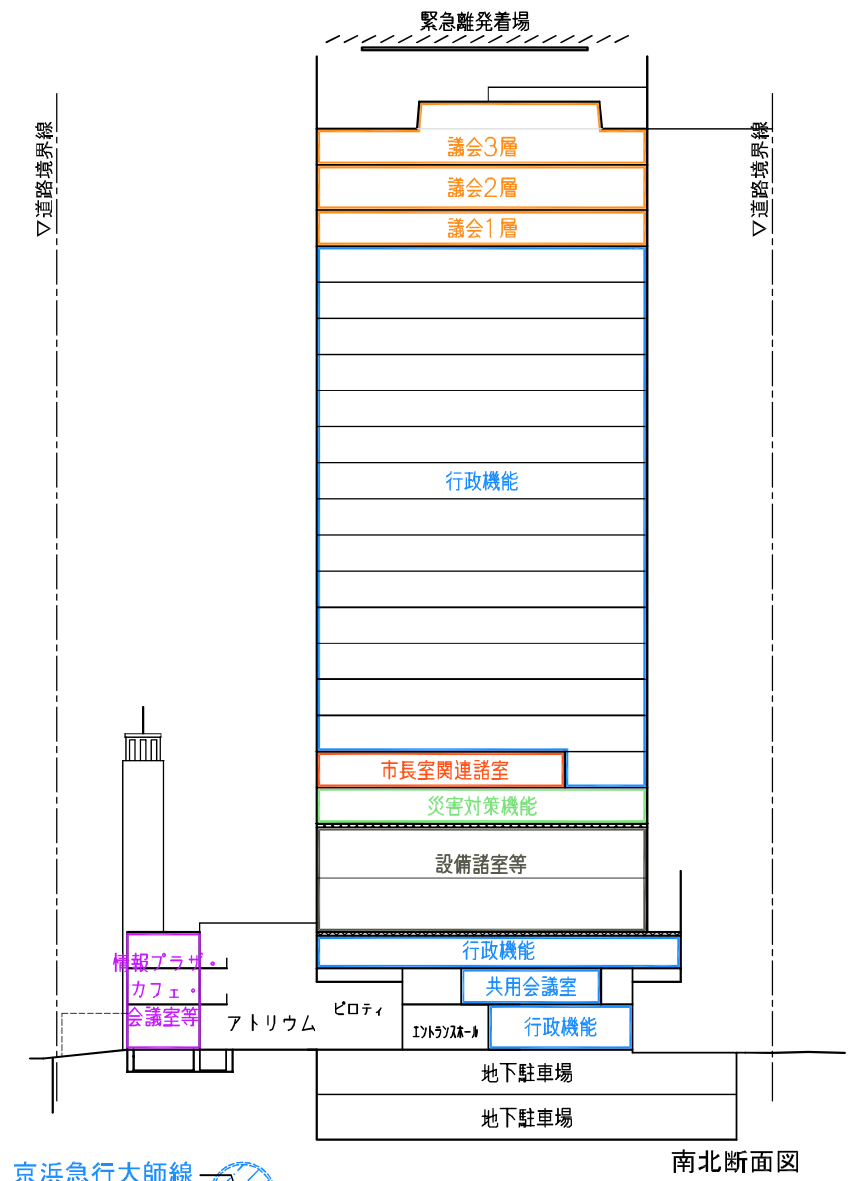 緊急離発着場
▽道路境界線
▽道路境界線
議会3層
議会2層
議会1層
行政機能
市長室関連諸室
災害対策機能
設備諸室等
行政機能
情報プラザ・
カフェ・
会議室等
共用会議室
ピロティ
アトリウム
エントランスホール
行政機能
地下駐車場
地下駐車場
南北断面図
京浜急行大師線